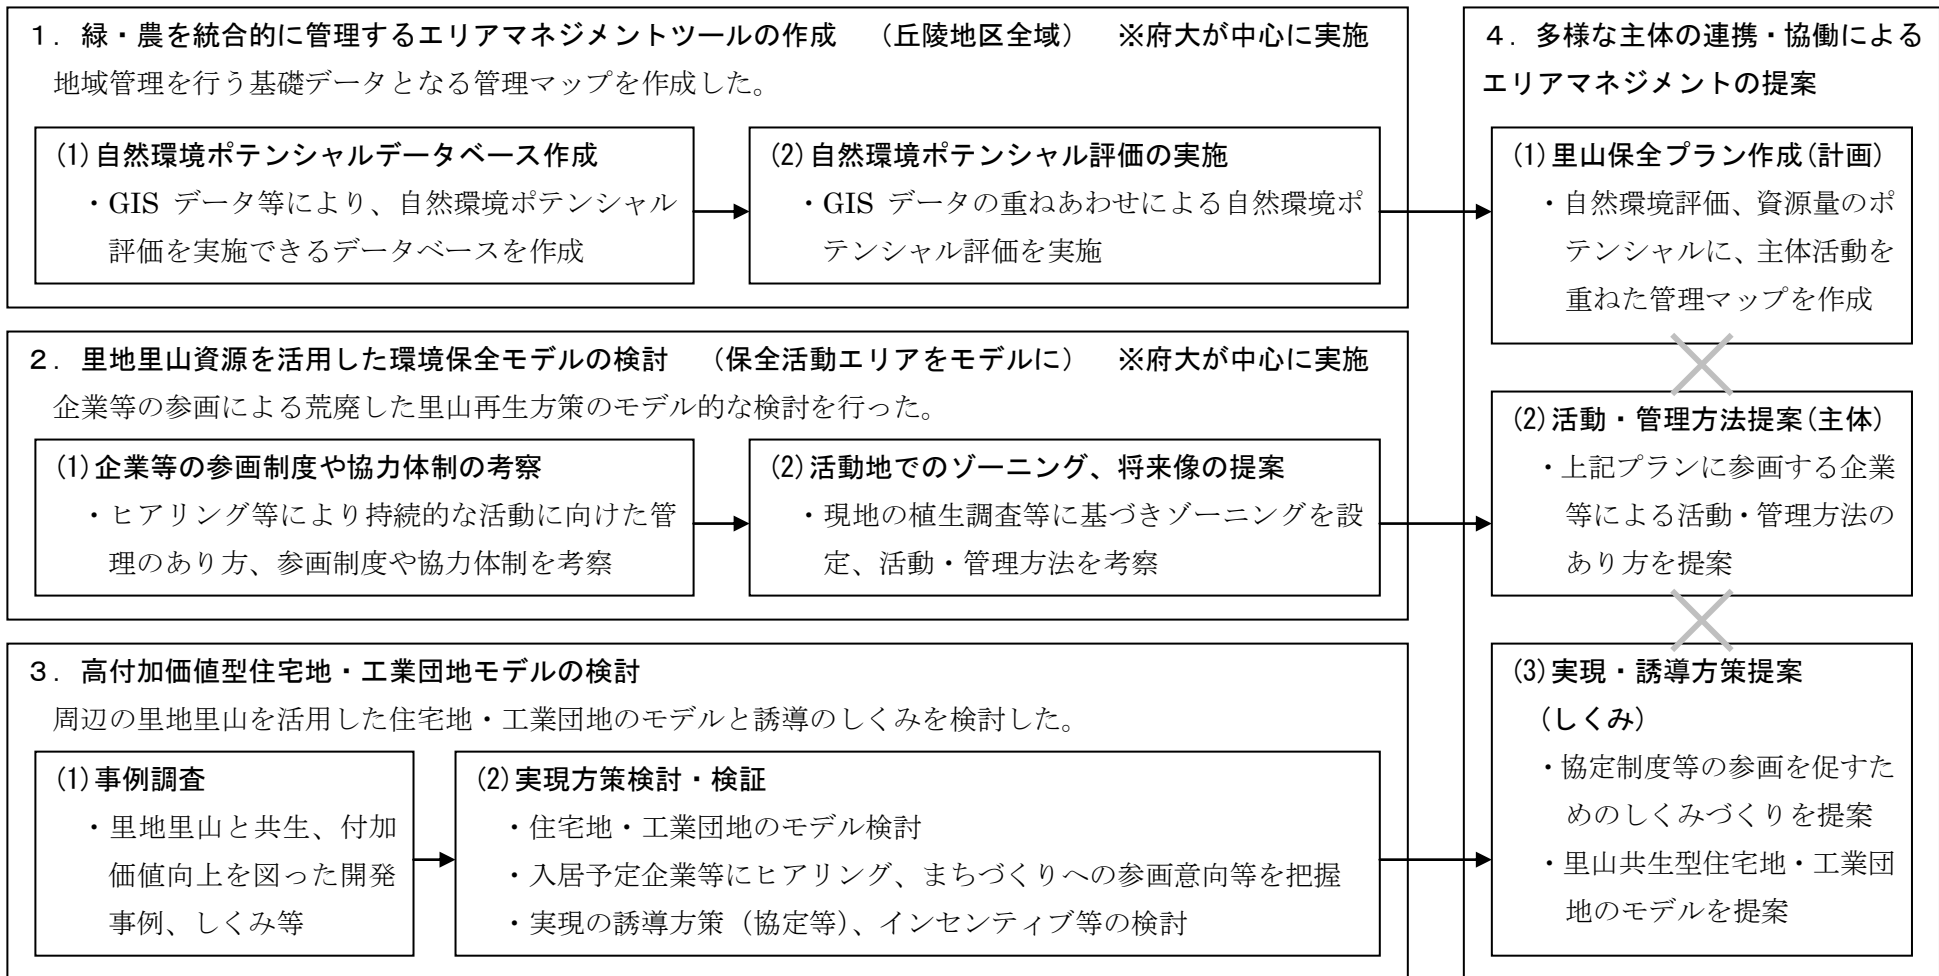 １．緑・農を統合的に管理するエリアマネジメントツールの作成　（丘陵地区全域）　※府大が中心に実施
地域管理を行う基礎データとなる管理マップを作成した。
(1)自然環境ポテンシャルデータベース作成
・GIS データ等により、自然環境ポテンシャル
評価を実施できるデータベースを作成
(2)自然環境ポテンシャル評価の実施
・GIS データの重ねあわせによる自然環境ポ
テンシャル評価を実施
２．里地里山資源を活用した環境保全モデルの検討　（保全活動エリアをモデルに）　※府大が中心に実施
企業等の参画による荒廃した里山再生方策のモデル的な検討を行った。
(1)企業等の参画制度や協力体制の考察
・ヒアリング等により持続的な活動に向けた管
理のあり方、参画制度や協力体制を考察
(2)活動地でのゾーニング、将来像の提案
・現地の植生調査等に基づきゾーニングを設
定、活動・管理方法を考察
３．高付加価値型住宅地・工業団地モデルの検討
周辺の里地里山を活用した住宅地・工業団地のモデルと誘導のしくみを検討した。
(1)事例調査
・里地里山と共生、付加
価値向上を図った開発
事例、しくみ等
(2)実現方策検討・検証
・住宅地・工業団地のモデル検討
・入居予定企業等にヒアリング、まちづくりへの参画意向等を把握
・実現の誘導方策（協定等）、インセンティブ等の検討
４．多様な主体の連携・協働による
エリアマネジメントの提案
(1)里山保全プラン作成(計画)
・自然環境評価、資源量のポ
テンシャルに、主体活動を
重ねた管理マップを作成
(2)活動・管理方法提案(主体)
・上記プランに参画する企業
等による活動・管理方法の
あり方を提案
(3)実現・誘導方策提案
（しくみ）
・協定制度等の参画を促すた
めのしくみづくりを提案
・里山共生型住宅地・工業団
地のモデルを提案